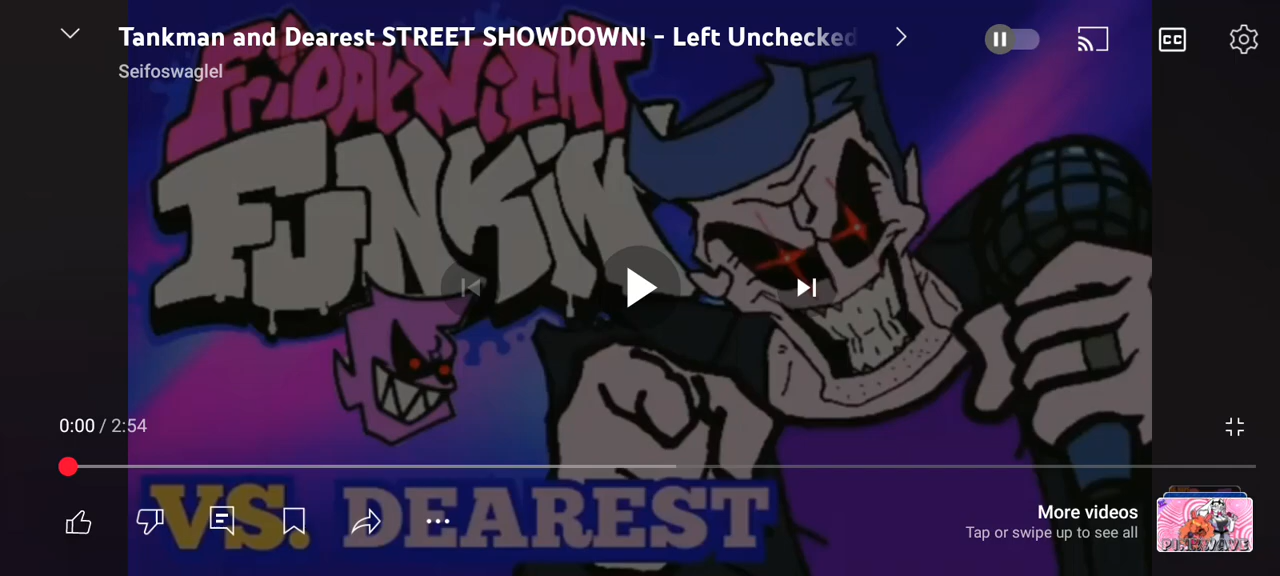 Tankman and Dearest STREET SHOWDOWN! - Left Unchecked
Seifoswaglel
CC
FRiDAY NiGHT
FUNKiN
0:00 / 2:54
VS. DEAREST
More videos
Tap or swipe up to see all